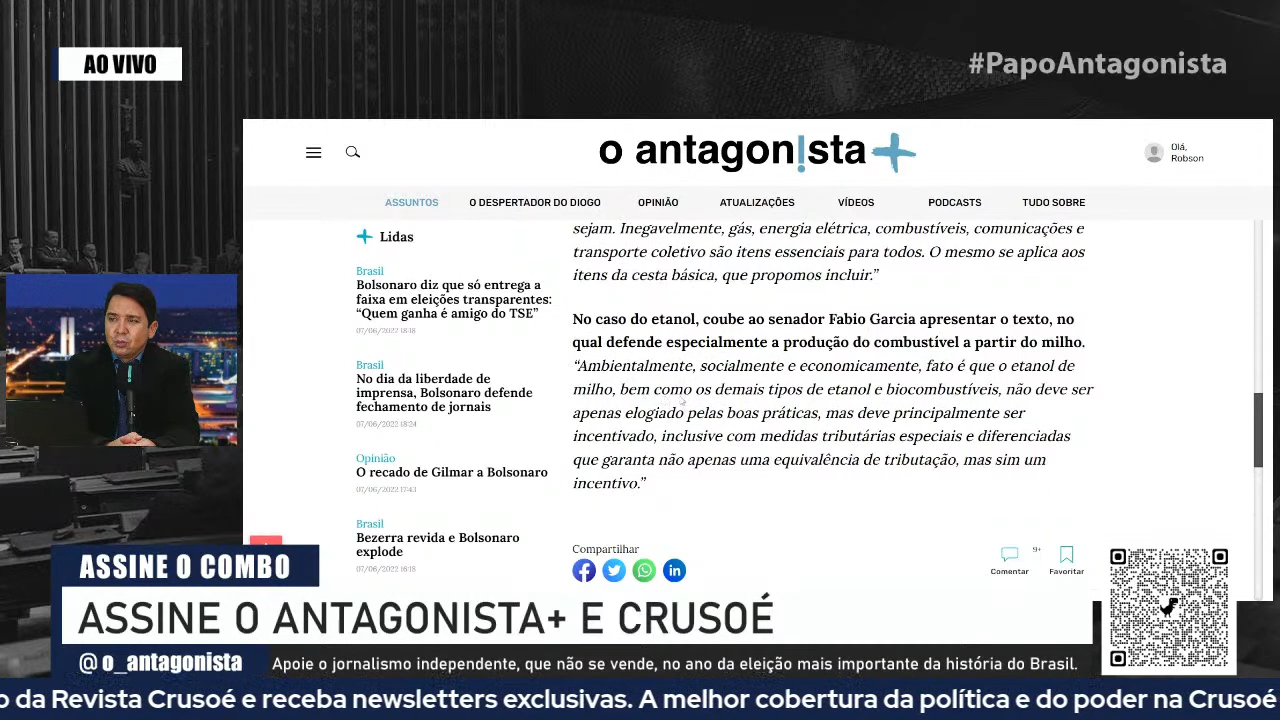 AO VIVO
#PapoAntagonista
o antagonista+
Olá,
Robson
ASSUNTOS
O DESPERTADOR DO DIOGO
OPINIÃO
ATUALIZAÇÕES
VÍDEOS
PODCASTS
TUDO SOBRE
Lidas
Brasil
Bolsonaro diz que só entrega a
faixa em eleições transparentes:
“Quem ganha é amigo do TSE”
07/06/2022 18:18
Brasil
No dia da liberdade de
imprensa, Bolsonaro defende
fechamento de jornais
07/06/2022 18:24
Opinião
O recado de Gilmar a Bolsonaro
07/06/2022 17:43
Brasil
Bezerra revida e Bolsonaro
explode
07/06/2022 16:18
sejam. Inegavelmente, gás, energia elétrica, combustíveis, comunicações e
transporte coletivo são itens essenciais para todos. O mesmo se aplica aos
itens da cesta básica, que propomos incluir.”
No caso do etanol, coube ao senador Fabio Garcia apresentar o texto, no
qual defende especialmente a produção do combustível a partir do milho.
“Ambientalmente, socialmente e economicamente, fato é que o etanol de
milho, bem como os demais tipos de etanol e biocombustíveis, não deve ser
apenas elogiado pelas boas práticas, mas deve principalmente ser
incentivado, inclusive com medidas tributárias especiais e diferenciadas
que garanta não apenas uma equivalência de tributação, mas sim um
incentivo.”
Compartilhar
9+
Comentar
Favoritar
ASSINE O COMBO
ASSINE O ANTAGONISTA+ E CRUSOÉ
@o_antagonista
Apoie o jornalismo independente, que não se vende, no ano da eleição mais importante da história do Brasil.
o da Revista Crusoé e receba newsletters exclusivas. A melhor cobertura da política e do poder na Crusoé